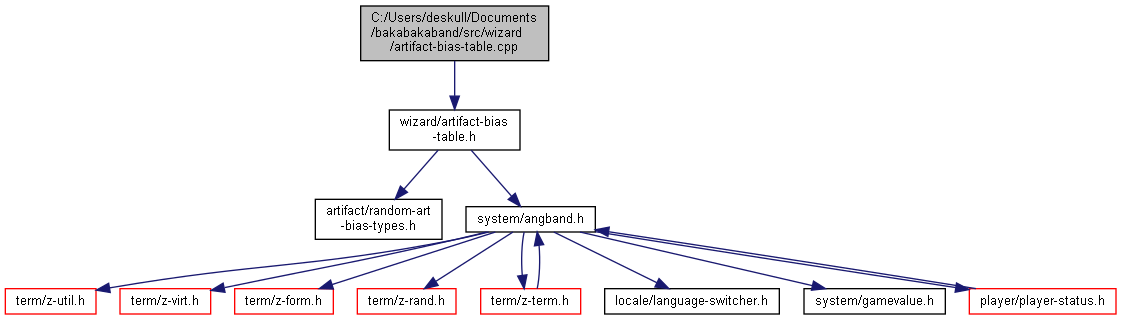 C:/Users/deskull/Documents
/bakabakaband/src/wizard
/artifact-bias-table.cpp
wizard/artifact-bias
-table.h
artifact/random-art
-bias-types.h
system/angband.h
term/z-util.h
term/z-virt.h
term/z-form.h
term/z-rand.h
term/z-term.h
locale/language-switcher.h
system/gamevalue.h
player/player-status.h